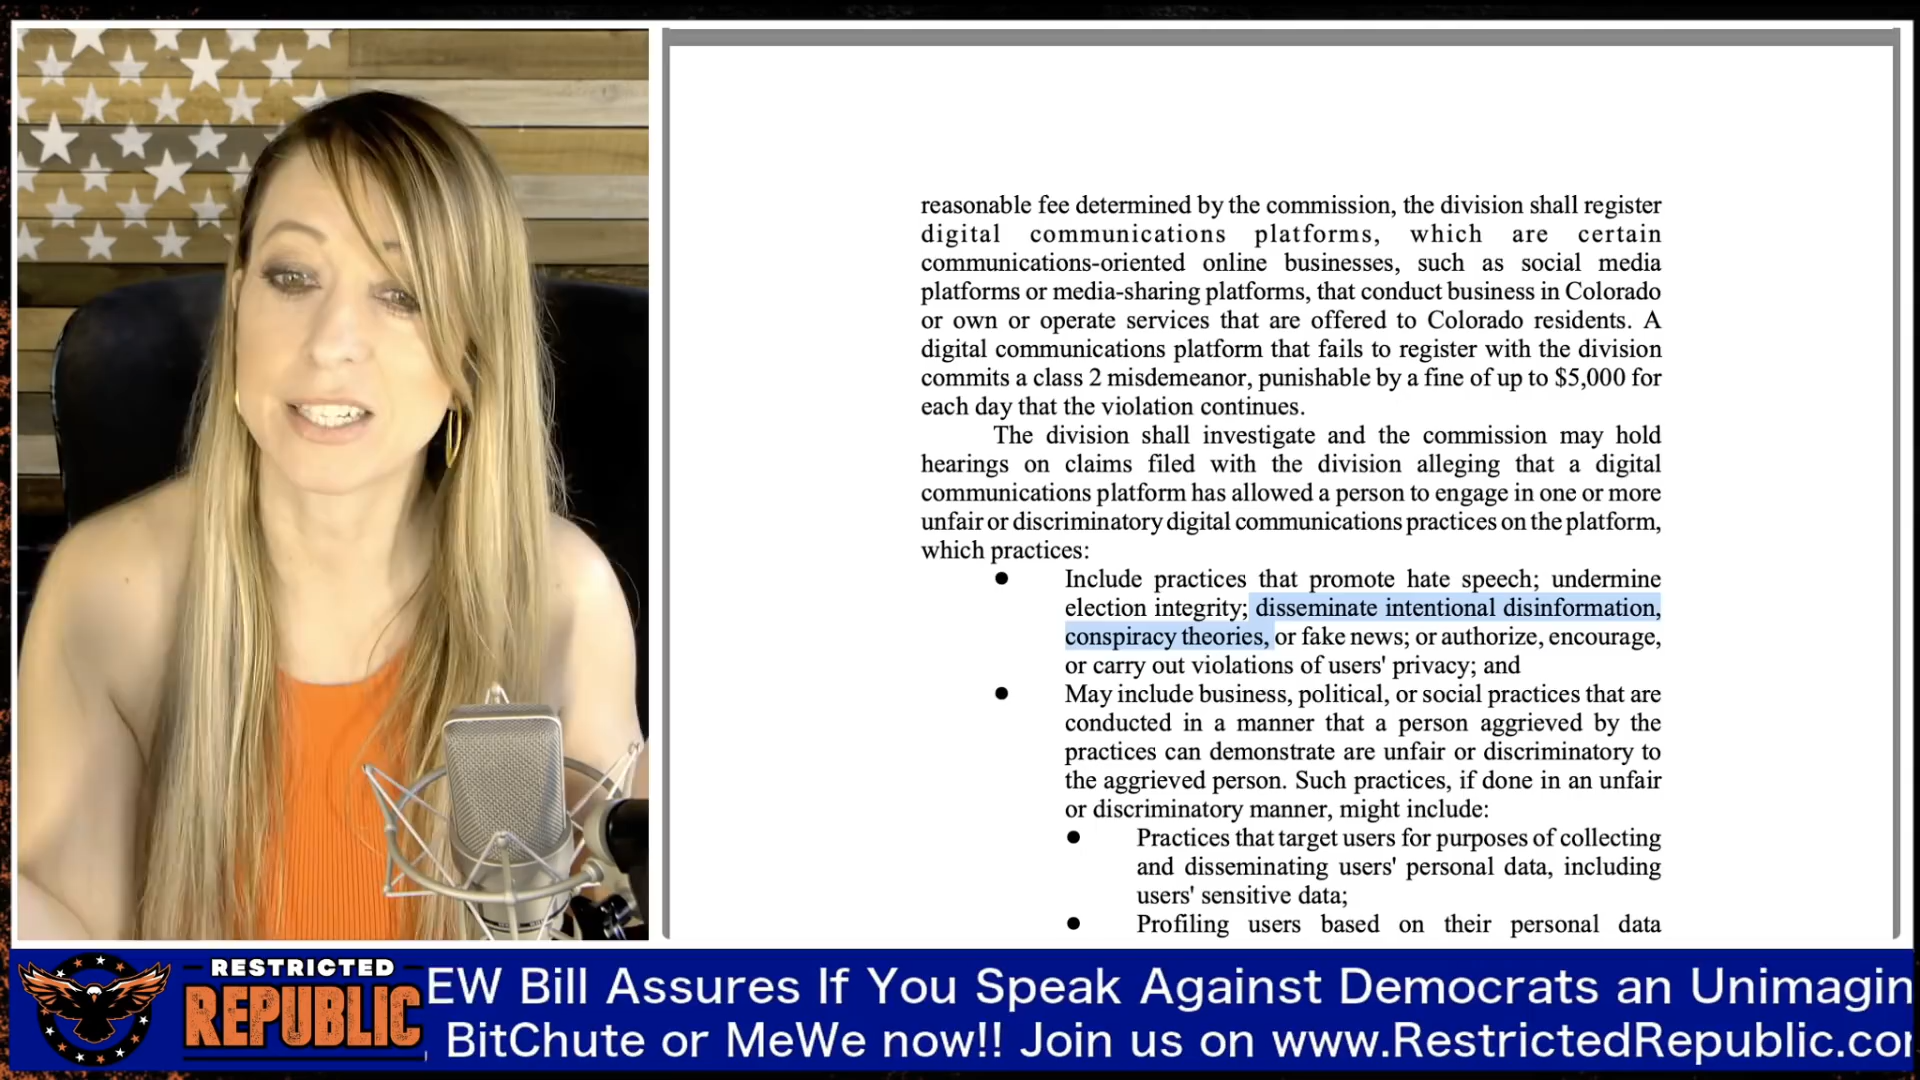 reasonable fee determined by the commission, the division shall register
digital communications platforms, which are certain
communications-oriented online businesses, such as social media
platforms or media-sharing platforms, that conduct business in Colorado
or own or operate services that are offered to Colorado residents. A
digital communications platform that fails to register with the division
commits a class 2 misdemeanor, punishable by a fine of up to $5,000 for
each day that the violation continues.
The division shall investigate and the commission may hold
hearings on claims filed with the division alleging that a digital
communications platform has allowed a person to engage in one or more
unfair or discriminatory digital communications practices on the platform,
which practices:
● Include practices that promote hate speech; undermine
election integrity; disseminate intentional disinformation,
conspiracy theories, or fake news; or authorize, encourage,
or carry out violations of users' privacy; and
● May include business, political, or social practices that are
conducted in a manner that a person aggrieved by the
practices can demonstrate are unfair or discriminatory to
the aggrieved person. Such practices, if done in an unfair
or discriminatory manner, might include:
● Practices that target users for purposes of collecting
and disseminating users' personal data, including
users' sensitive data;
● Profiling users based on their personal data
RESTRICTED
REPUBLIC
EW Bill Assures If You Speak Against Democrats an Unimagin
, BitChute or MeWe now!! Join us on www.RestrictedRepublic.cor